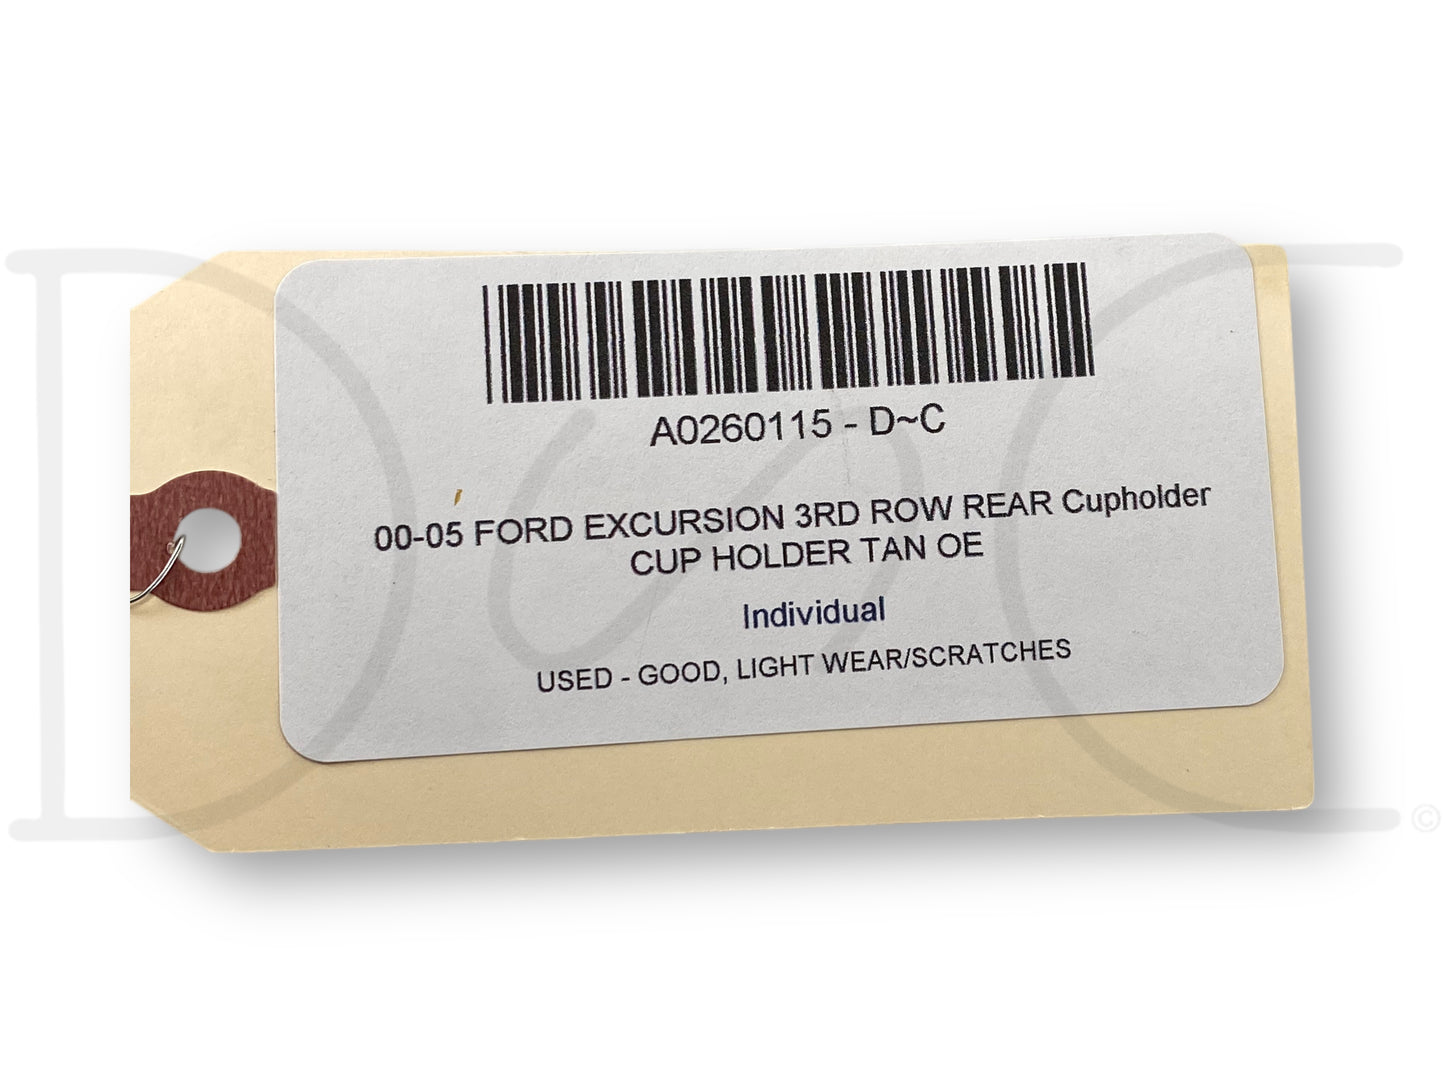 A0260115 - D~C
00-05 FORD EXCURSION 3RD ROW REAR Cupholder
CUP HOLDER TAN OE
Individual
USED - GOOD, LIGHT WEAR/SCRATCHES
D~C
©